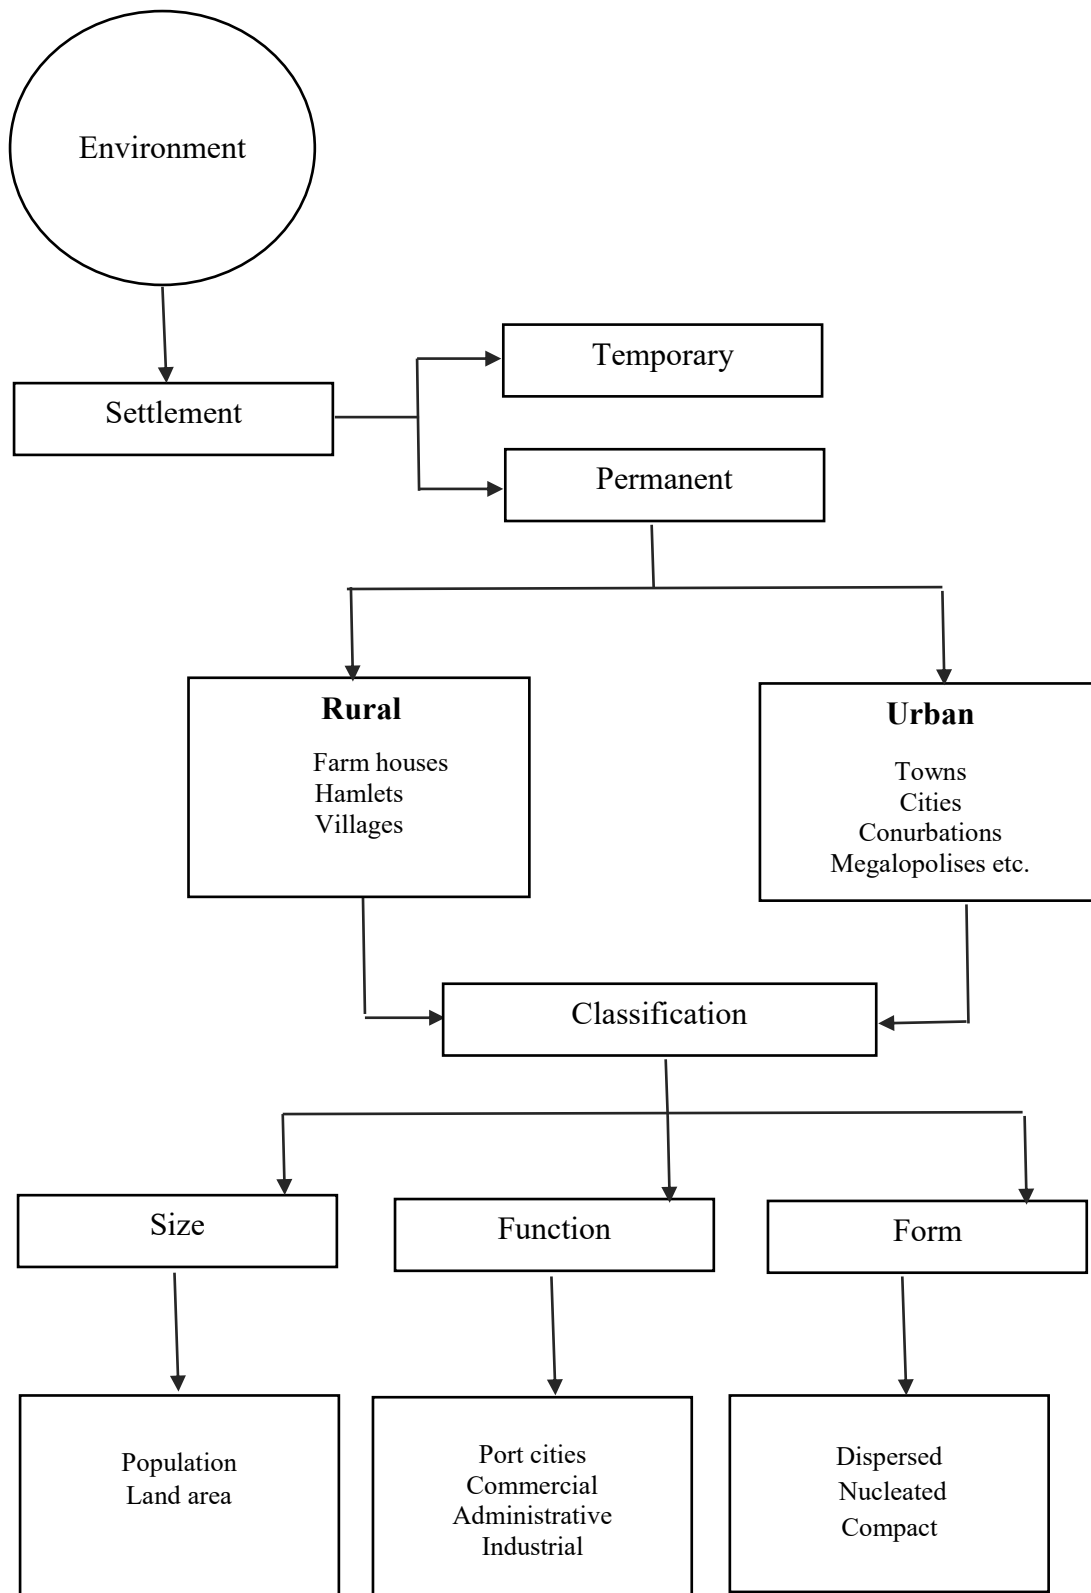 Environment
Temporary
Settlement
Permanent
Rural
Farm houses
Hamlets
Villages
Urban
Towns
Cities
Conurbations
Megalopolises etc.
Classification
Size
Function
Form
Population
Land area
Port cities
Commercial
Administrative
Industrial
Dispersed
Nucleated
Compact